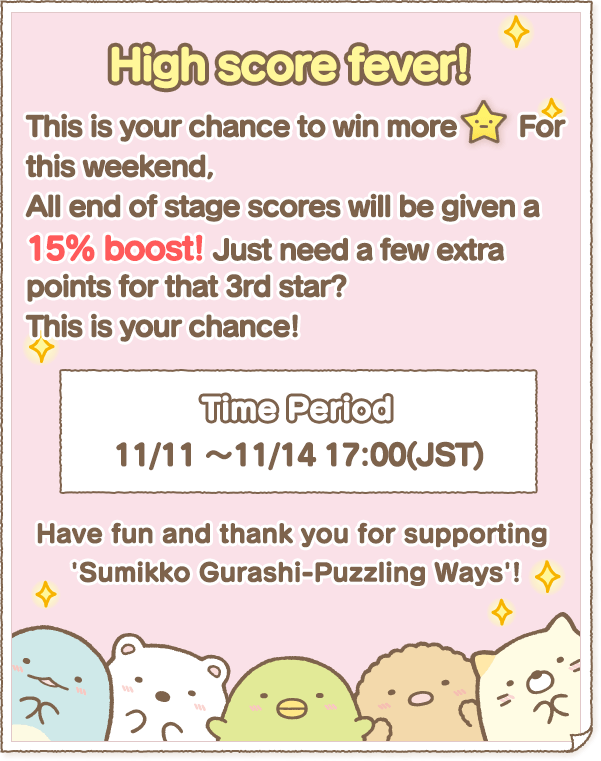 High score fever!
This is your chance to win more For
this weekend,
All end of stage scores will be given a
15% boost! Just need a few extra
points for that 3rd star?
This is your chance!
Time Period
11/11 ～11/14 17:00(JST)
Have fun and thank you for supporting
'Sumikko Gurashi-Puzzling Ways'!